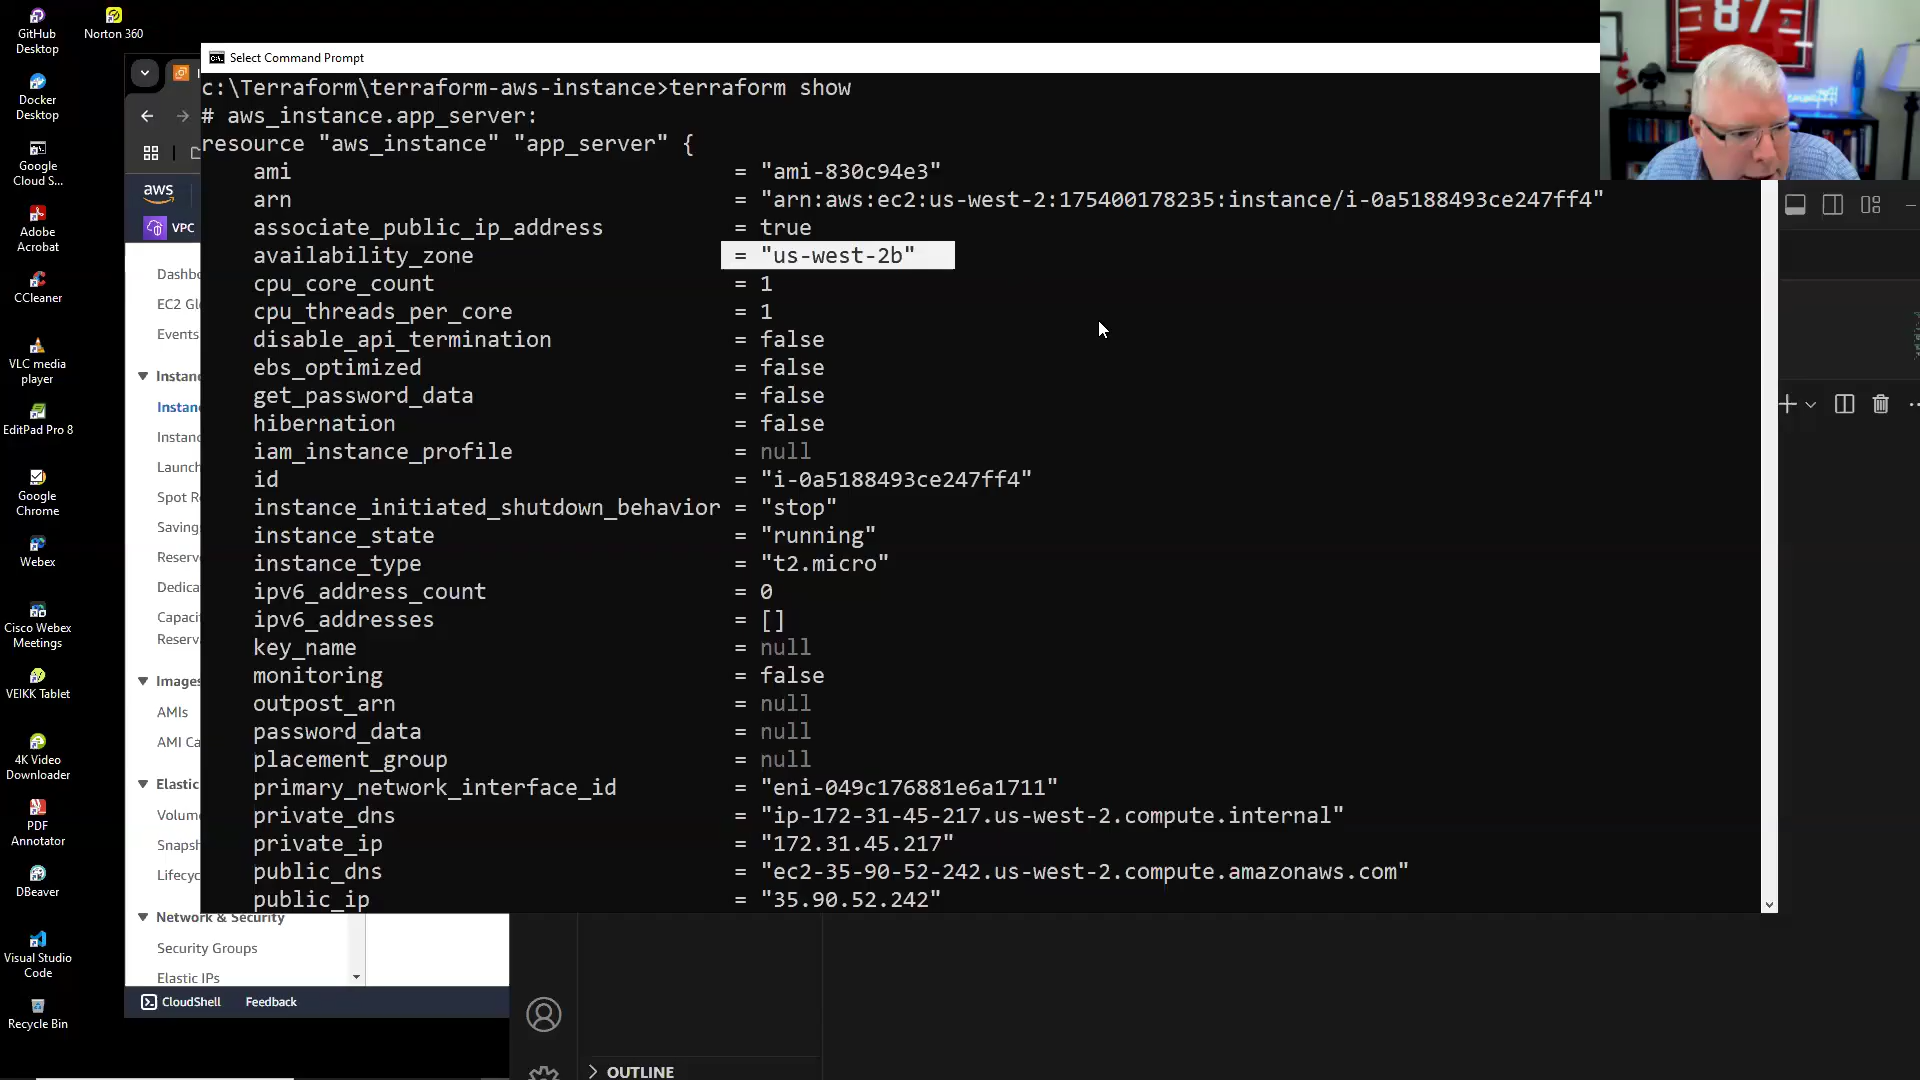 GitHub
Desktop
Norton 360
Docker
Desktop
Google
Cloud S...
Adobe
Acrobat
CCleaner
VLC media
player
EditPad Pro 8
Google
Chrome
Webex
Cisco Webex
Meetings
VEIKK Tablet
4K Video
Downloader
PDF
Annotator
DBeaver
Visual Studio
Code
Recycle Bin
aws
VPC
Dashbo
EC2 Gl
Events
Instanc
Instanc
Instanc
Launch
Spot R
Savings
Reserv
Dedica
Capaci
Reserv
Images
AMIs
AMI Ca
Elastic
Volum
Snapsh
Lifecyc
Network & Security
Security Groups
Elastic IPs
CloudShell
Feedback
Select Command Prompt
c:\Terraform\terraform-aws-instance>terraform show
# aws_instance.app_server:
resource "aws_instance" "app_server" {
ami = "ami-830c94e3"
arn = "arn:aws:ec2:us-west-2:175400178235:instance/i-0a5188493ce247ff4"
associate_public_ip_address = true
availability_zone = "us-west-2b"
cpu_core_count = 1
cpu_threads_per_core = 1
disable_api_termination = false
ebs_optimized = false
get_password_data = false
hibernation = false
iam_instance_profile = null
id = "i-0a5188493ce247ff4"
instance_initiated_shutdown_behavior = "stop"
instance_state = "running"
instance_type = "t2.micro"
ipv6_address_count = 0
ipv6_addresses = []
key_name = null
monitoring = false
outpost_arn = null
password_data = null
placement_group = null
primary_network_interface_id = "eni-049c176881e6a1711"
private_dns = "ip-172-31-45-217.us-west-2.compute.internal"
private_ip = "172.31.45.217"
public_dns = "ec2-35-90-52-242.us-west-2.compute.amazonaws.com"
public_ip = "35.90.52.242"
OUTLINE
87